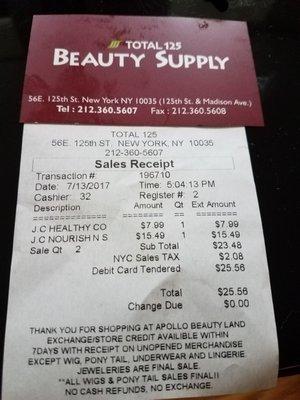 TOTAL 125
BEAUTY SUPPLY
56E. 125th St. New York NY 10035 (125th St. & Madison Ave.)
Tel : 212.360.5607 Fax : 212.360.5608
TOTAL 125
56E. 125th ST. NEW YORK, NY 10035
212-360-5607
Sales Receipt
Transaction #: 196710
Date: 7/13/2017 Time: 5:04:13 PM
Cashier: 32 Register #: 2
Description Amount Qt Ext Amount
J C HEALTHY CO $7.99 1 $7.99
J C NOURISH N S $15.49 1 $15.49
Sale Qt 2 Sub Total $23.48
NYC Sales TAX $2.08
Debit Card Tendered $25.56
Total $25.56
Change Due $0.00
THANK YOU FOR SHOPPING AT APOLLO BEAUTY LAND
EXCHANGE/STORE CREDIT AVAILIBLE WITHIN
7DAYS WITH RECEIPT ON UNOPENED MERCHANDISE
EXCEPT WIG, PONY TAIL, UNDERWEAR AND LINGERIE
JEWELERIES ARE FINAL SALE.
**ALL WIGS & PONY TAIL SALES FINAL!!
NO CASH REFUNDS, NO EXCHANGE.